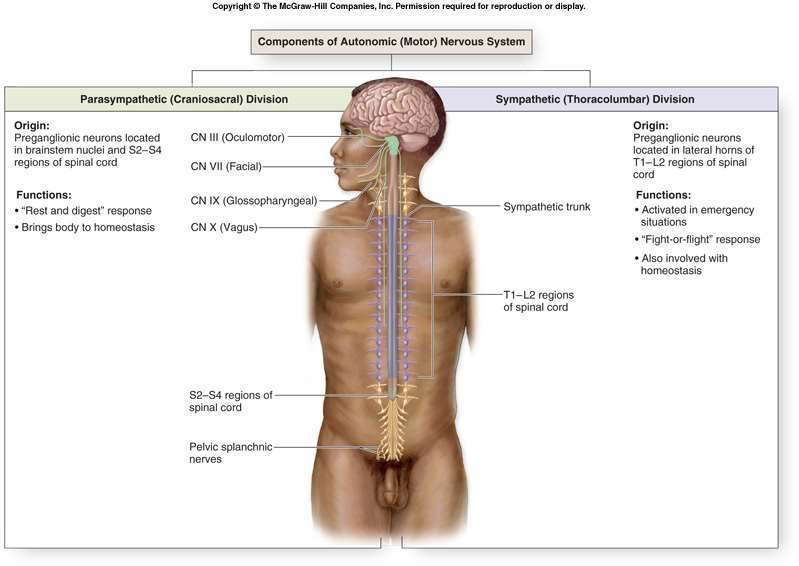 Copyright © The McGraw-Hill Companies, Inc. Permission required for reproduction or display.
Components of Autonomic (Motor) Nervous System
Parasympathetic (Craniosacral) Division
Origin:
Preganglionic neurons located
in brainstem nuclei and S2–S4
regions of spinal cord
Functions:
• “Rest and digest” response
• Brings body to homeostasis
CN III (Oculomotor)
CN VII (Facial)
CN IX (Glossopharyngeal)
CN X (Vagus)
S2–S4 regions of
spinal cord
Pelvic splanchnic
nerves
Sympathetic (Thoracolumbar) Division
Sympathetic trunk
T1–L2 regions
of spinal cord
Origin:
Preganglionic neurons
located in lateral horns of
T1–L2 regions of spinal
cord
Functions:
• Activated in emergency
situations
• “Fight-or-flight” response
• Also involved with
homeostasis